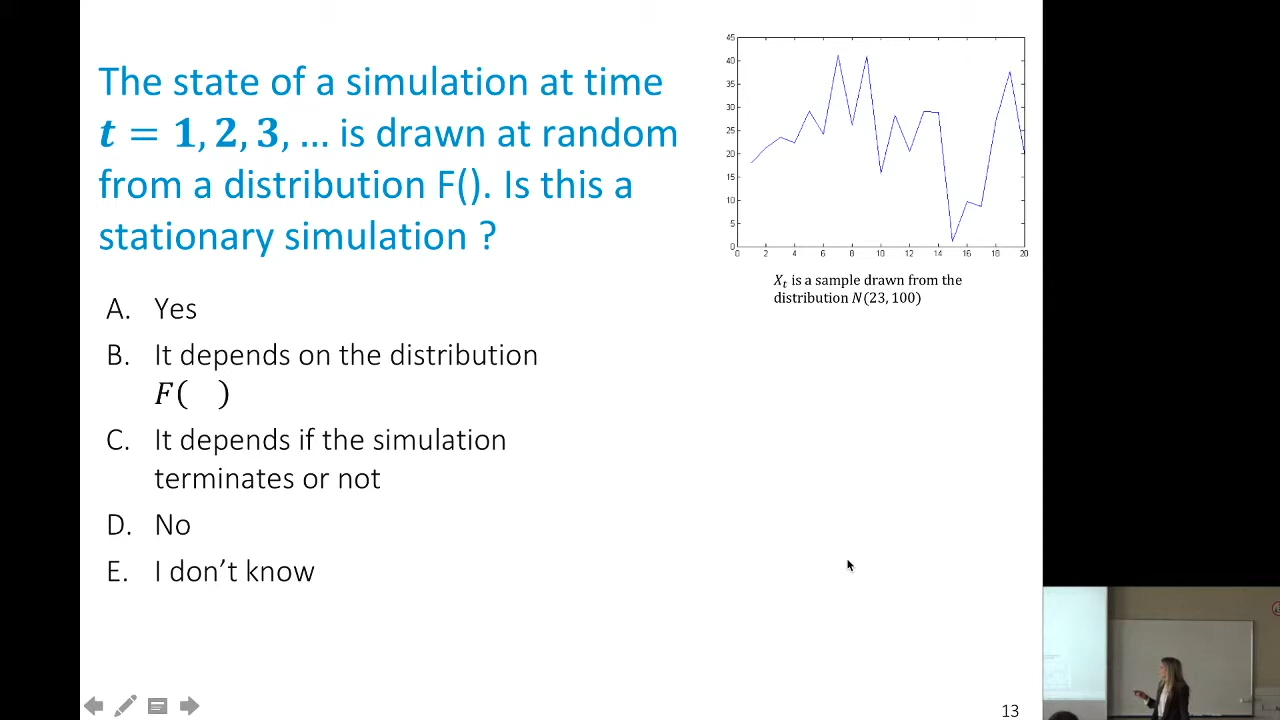 The state of a simulation at time
t = 1, 2, 3, … is drawn at random
from a distribution F(). Is this a
stationary simulation ?
A. Yes
B. It depends on the distribution
F( )
C. It depends if the simulation
terminates or not
D. No
E. I don’t know
45
40
35
30
25
20
15
10
5
0
0 2 4 6 8 10 12 14 16 18 20
X_t is a sample drawn from the
distribution N(23, 100)
13